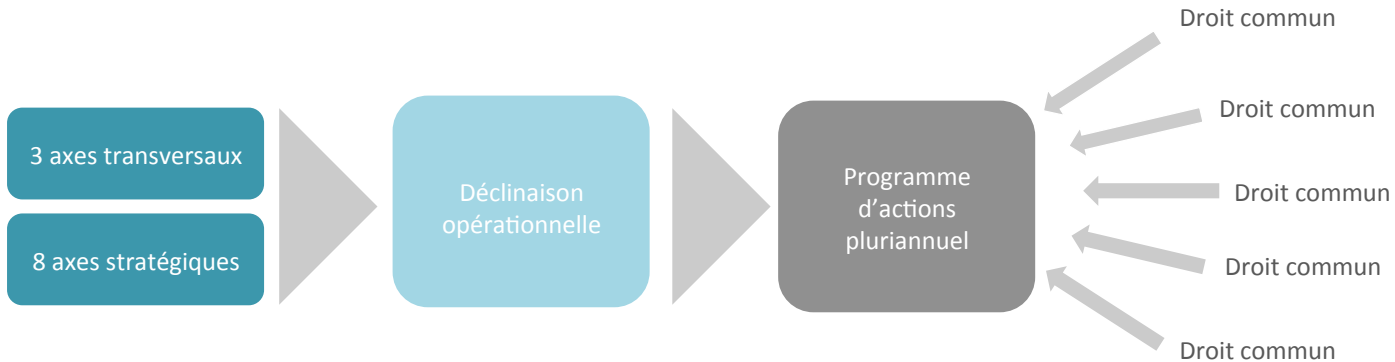 3 axes transversaux
8 axes stratégiques
Déclinaison
opérationnelle
Programme
d’actions
pluriannuel
Droit commun
Droit commun
Droit commun
Droit commun
Droit commun